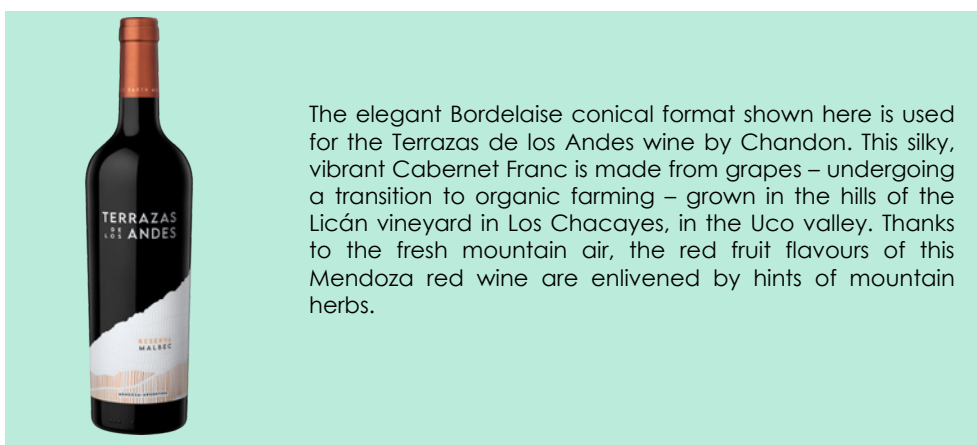 TERRAZAS
DE
LOS ANDES
RESERVA
MALBEC
MENDOZA ARGENTINA
The elegant Bordelaise conical format shown here is used
for the Terrazas de los Andes wine by Chandon. This silky,
vibrant Cabernet Franc is made from grapes – undergoing
a transition to organic farming – grown in the hills of the
Licán vineyard in Los Chacayes, in the Uco valley. Thanks
to the fresh mountain air, the red fruit flavours of this
Mendoza red wine are enlivened by hints of mountain
herbs.